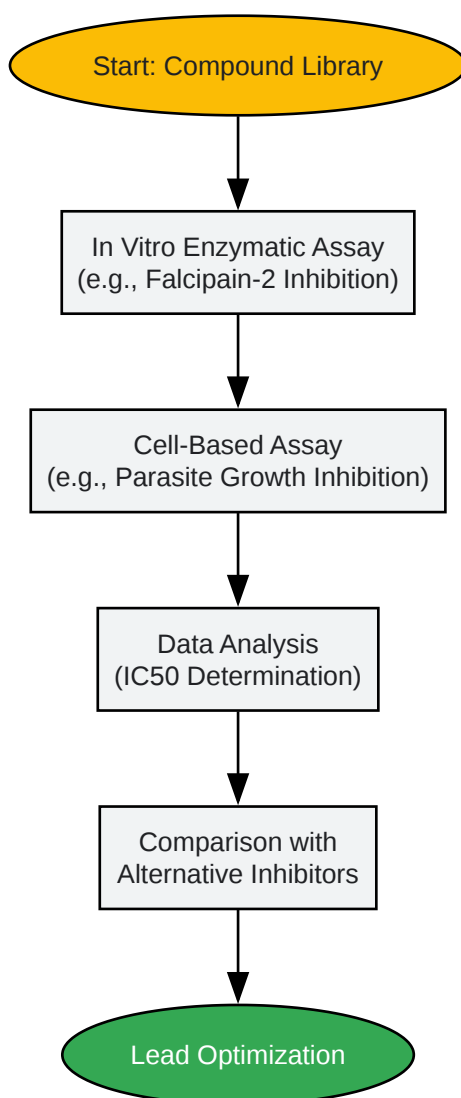 Start: Compound Library
In Vitro Enzymatic Assay
(e.g., Falcipain-2 Inhibition)
Cell-Based Assay
(e.g., Parasite Growth Inhibition)
Data Analysis
(IC50 Determination)
Comparison with
Alternative Inhibitors
Lead Optimization